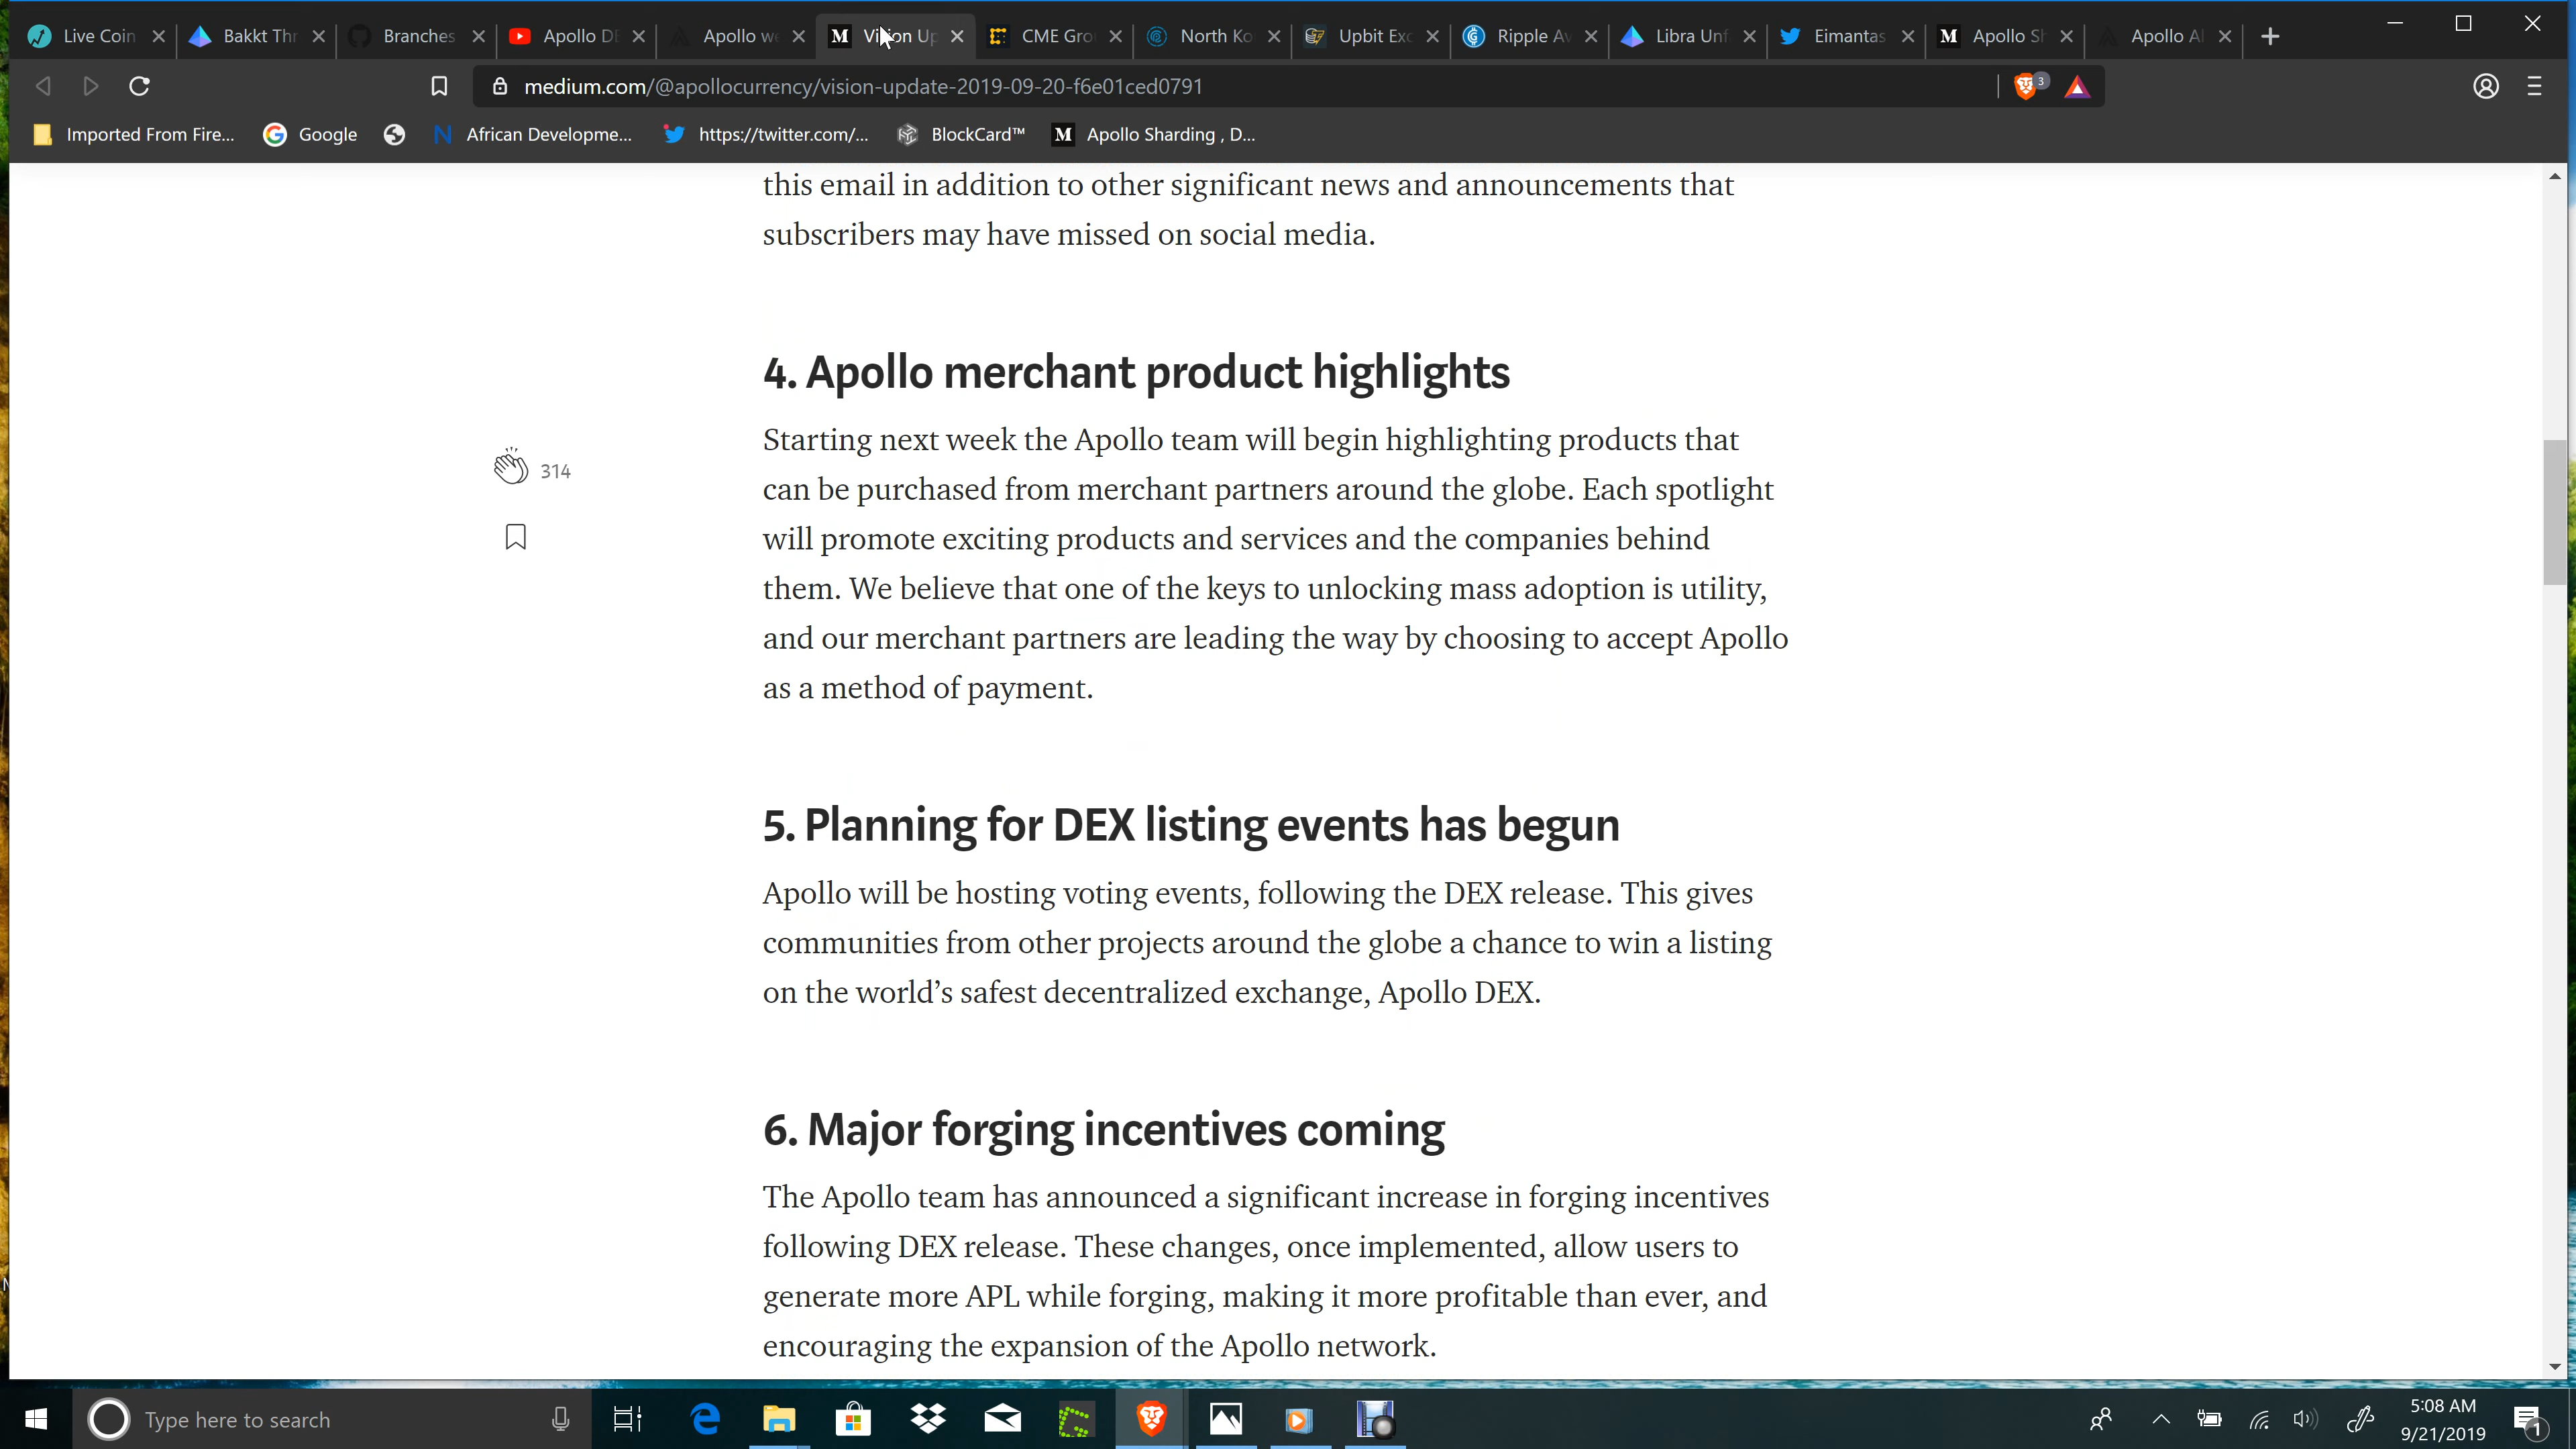 Live Coin
Bakkt Thr
Branches
Apollo DE
Apollo we
Vision Up
CME Gro
North Ko
Upbit Exc
Ripple Av
Libra Unf
Eimantas
Apollo Sh
Apollo Al
medium.com/@apollocurrency/vision-update-2019-09-20-f6e01ced0791
3
Imported From Fire...
Google
African Developme...
https://twitter.com/...
BlockCard™
Apollo Sharding , D...
this email in addition to other significant news and announcements that
subscribers may have missed on social media.
4. Apollo merchant product highlights
Starting next week the Apollo team will begin highlighting products that
can be purchased from merchant partners around the globe. Each spotlight
will promote exciting products and services and the companies behind
them. We believe that one of the keys to unlocking mass adoption is utility,
and our merchant partners are leading the way by choosing to accept Apollo
as a method of payment.
314
5. Planning for DEX listing events has begun
Apollo will be hosting voting events, following the DEX release. This gives
communities from other projects around the globe a chance to win a listing
on the world’s safest decentralized exchange, Apollo DEX.
6. Major forging incentives coming
The Apollo team has announced a significant increase in forging incentives
following DEX release. These changes, once implemented, allow users to
generate more APL while forging, making it more profitable than ever, and
encouraging the expansion of the Apollo network.
Type here to search
5:08 AM
9/21/2019
1